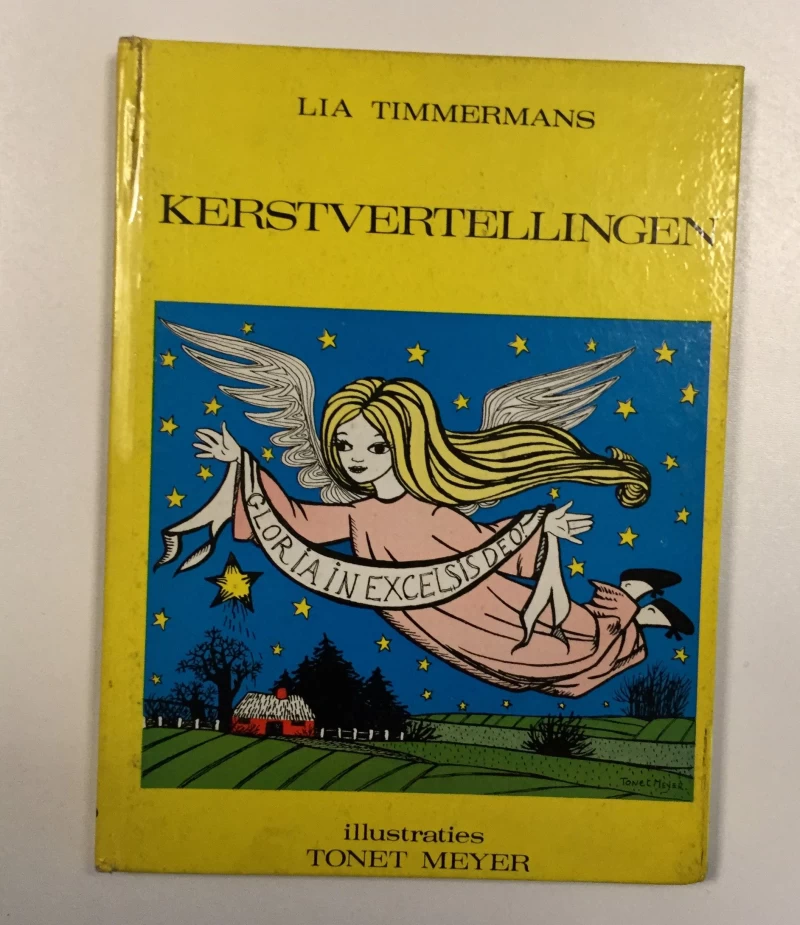 LIA TIMMERMANS
KERSTVERTELLINGEN
GLORIA IN EXCELSIS DEO!
TONET MEYER
illustraties
TONET MEYER